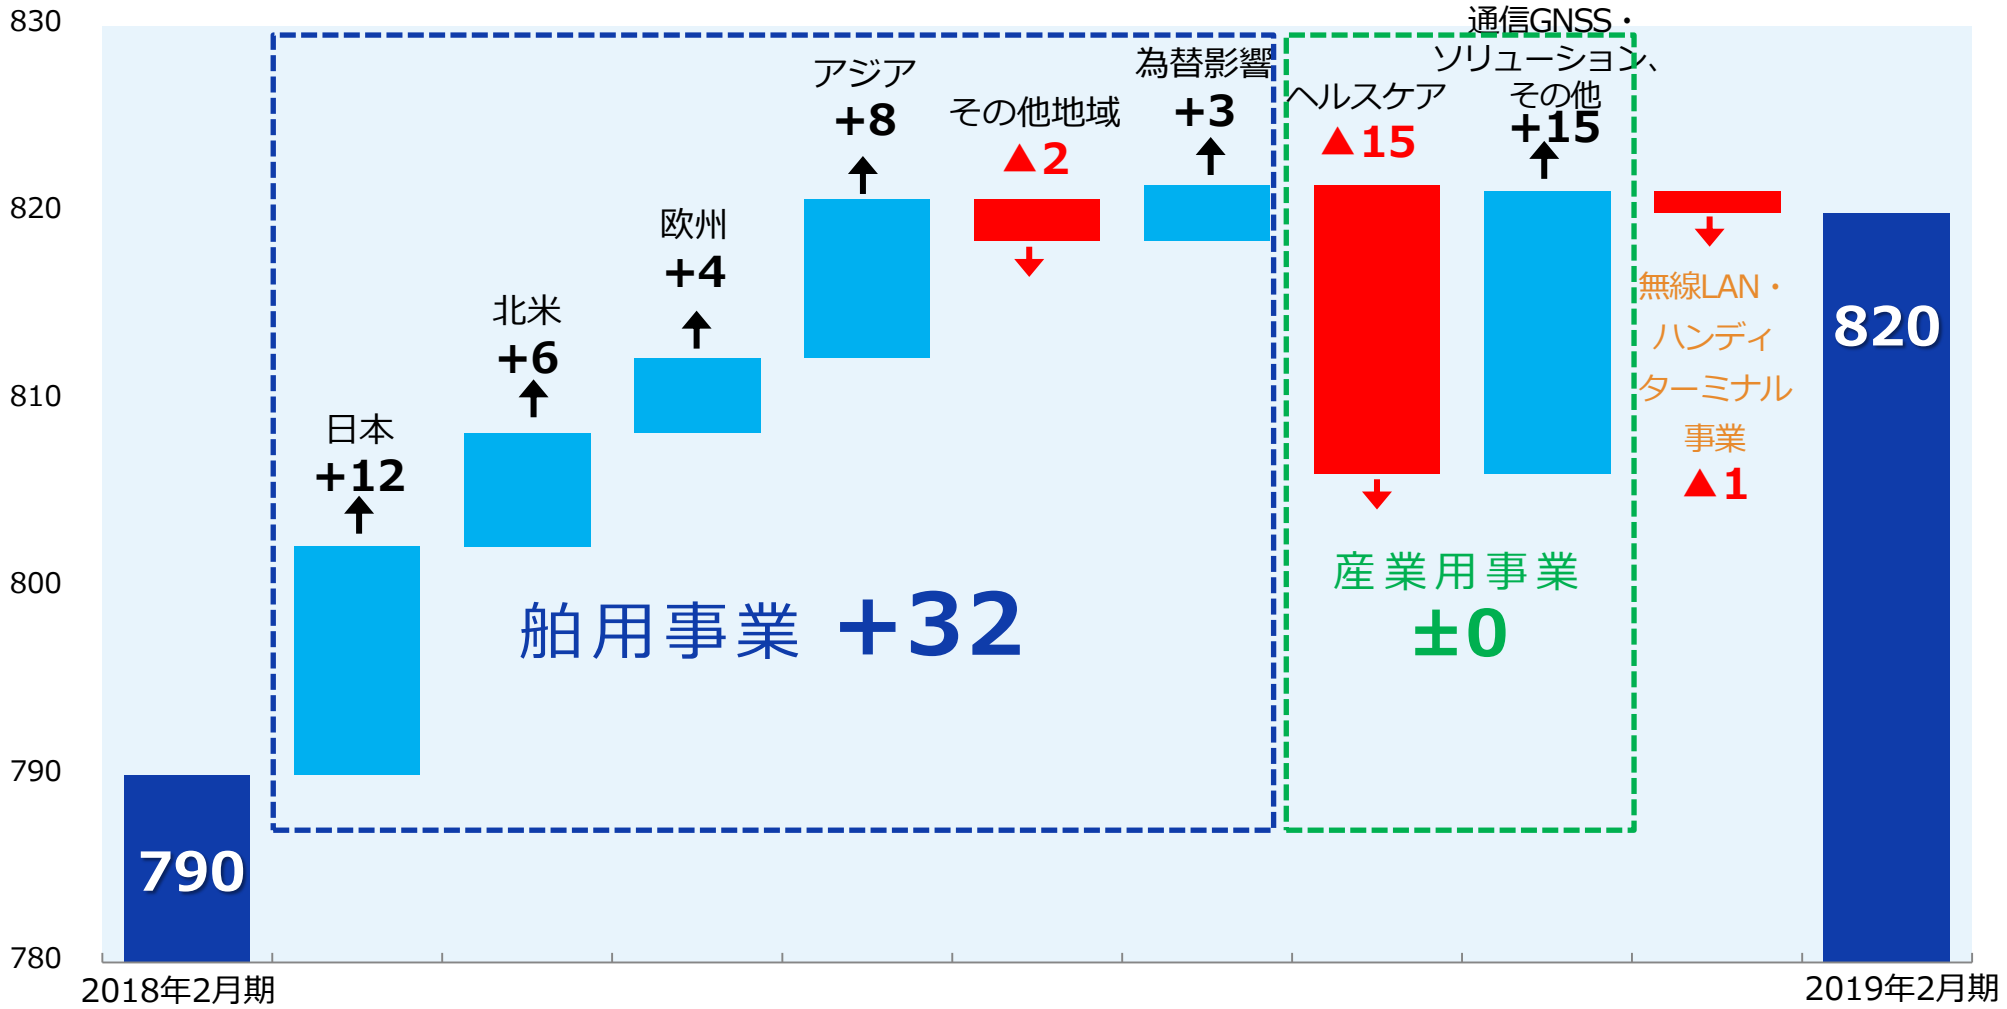 830
820
810
800
790
780
790
2018年2月期
日本
+12
北米
+6
欧州
+4
アジア
+8
その他地域
▲2
為替影響
+3
舶用事業 +32
ヘルスケア
▲15
通信GNSS・
ソリューション、
その他
+15
産業用事業
±0
無線LAN・
ハンディ
ターミナル
事業
▲1
820
2019年2月期